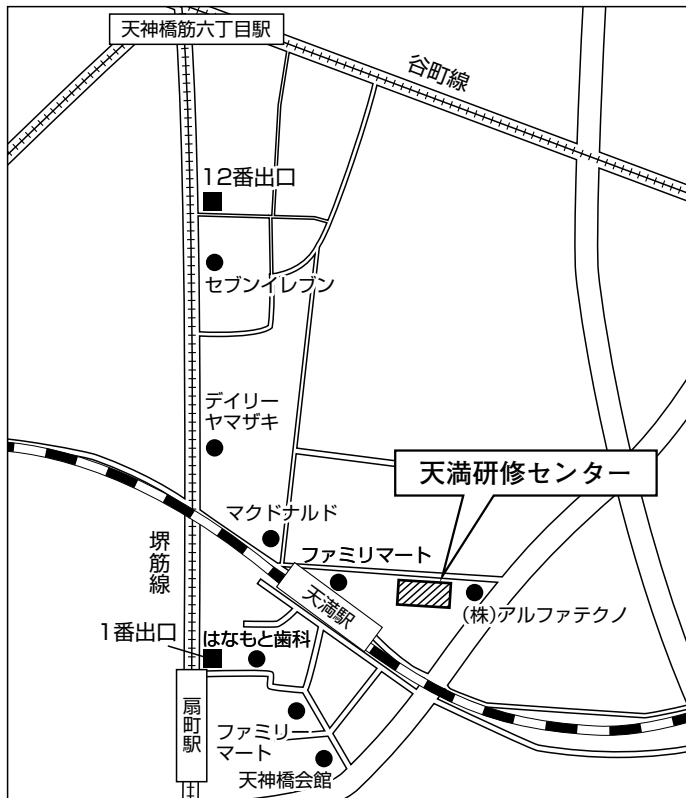 天神橋筋六丁目駅
谷町線
12番出口
セブンイレブン
デイリー
ヤマザキ
天満研修センター
マクドナルド
堺筋線
ファミリマート
天満駅
(株)アルファテクノ
1番出口
はなもと歯科
扇町駅
ファミリー
マート
天神橋会館